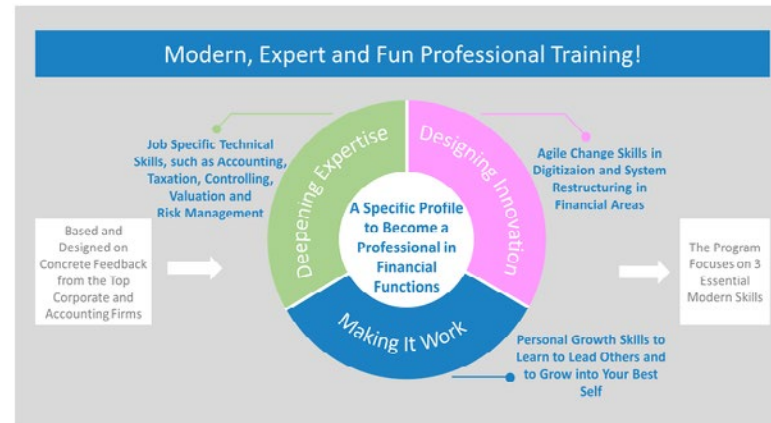 Modern, Expert and Fun Professional Training!
Job Specific Technical
Skills, such as Accounting,
Taxation, Controlling,
Valuation and
Risk Management
Deepening Expertise
Designing Innovation
Agile Change Skills in
Digitizaion and System
Restructuring in
Financial Areas
Based and
Designed on
Concrete Feedback
from the Top
Corporate and
Accounting Firms
A Specific Profile
to Become a
Professional in
Financial
Functions
The Program
Focuses on 3
Essential
Modern Skills
Making It Work
Personal Growth Skills to
Learn to Lead Others and
to Grow into Your Best
Self